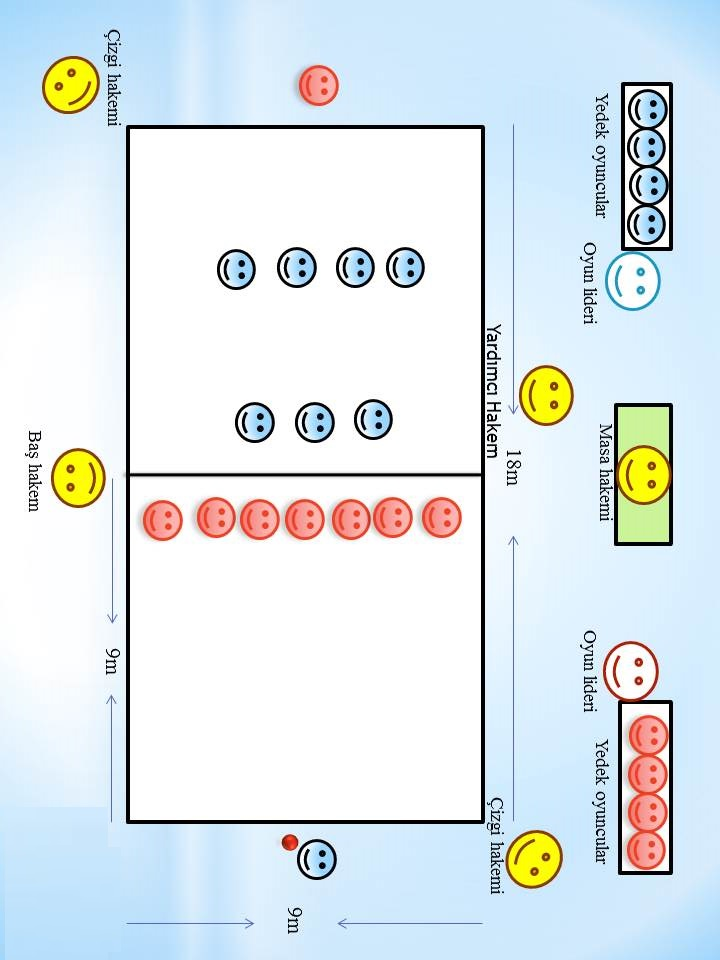 Yedek oyuncular
Oyun lideri
Masa hakemi
Oyun lideri
Yedek oyuncular
Yardımcı Hakem
18m
Çizgi hakemi
Çizgi hakemi
Baş hakem
9m
9m